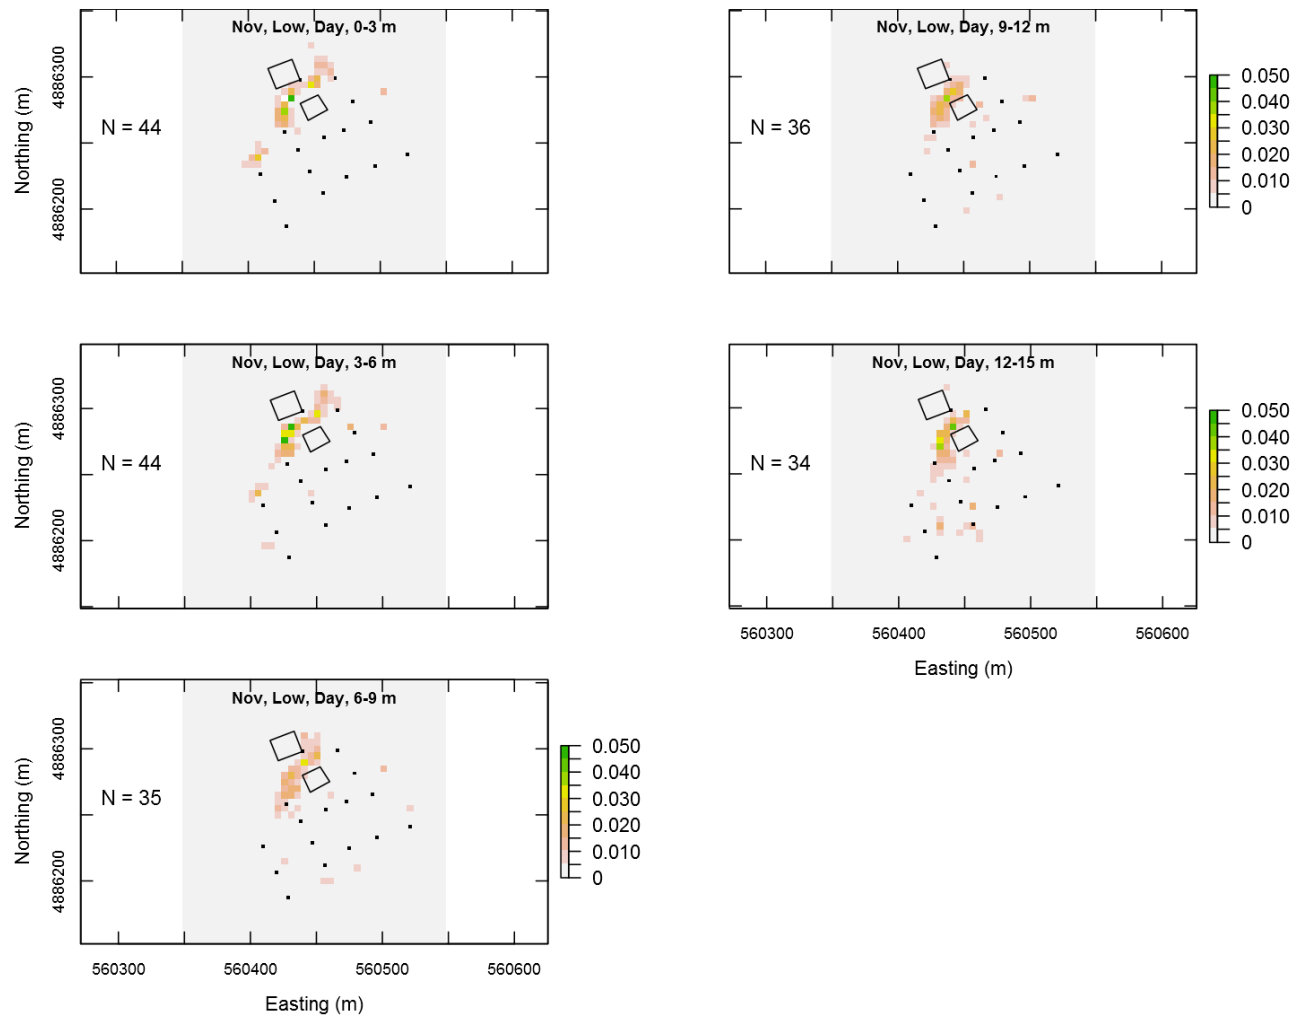 Nov, Low, Day, 0-3 m
Northing (m)
4886300
4886200
N = 44
Nov, Low, Day, 9-12 m
N = 36
0.050
0.040
0.030
0.020
0.010
0
Nov, Low, Day, 3-6 m
Northing (m)
4886300
4886200
N = 44
Nov, Low, Day, 12-15 m
N = 34
0.050
0.040
0.030
0.020
0.010
0
560300 560400 560500 560600
Easting (m)
Nov, Low, Day, 6-9 m
Northing (m)
4886300
4886200
N = 35
0.050
0.040
0.030
0.020
0.010
0
560300 560400 560500 560600
Easting (m)